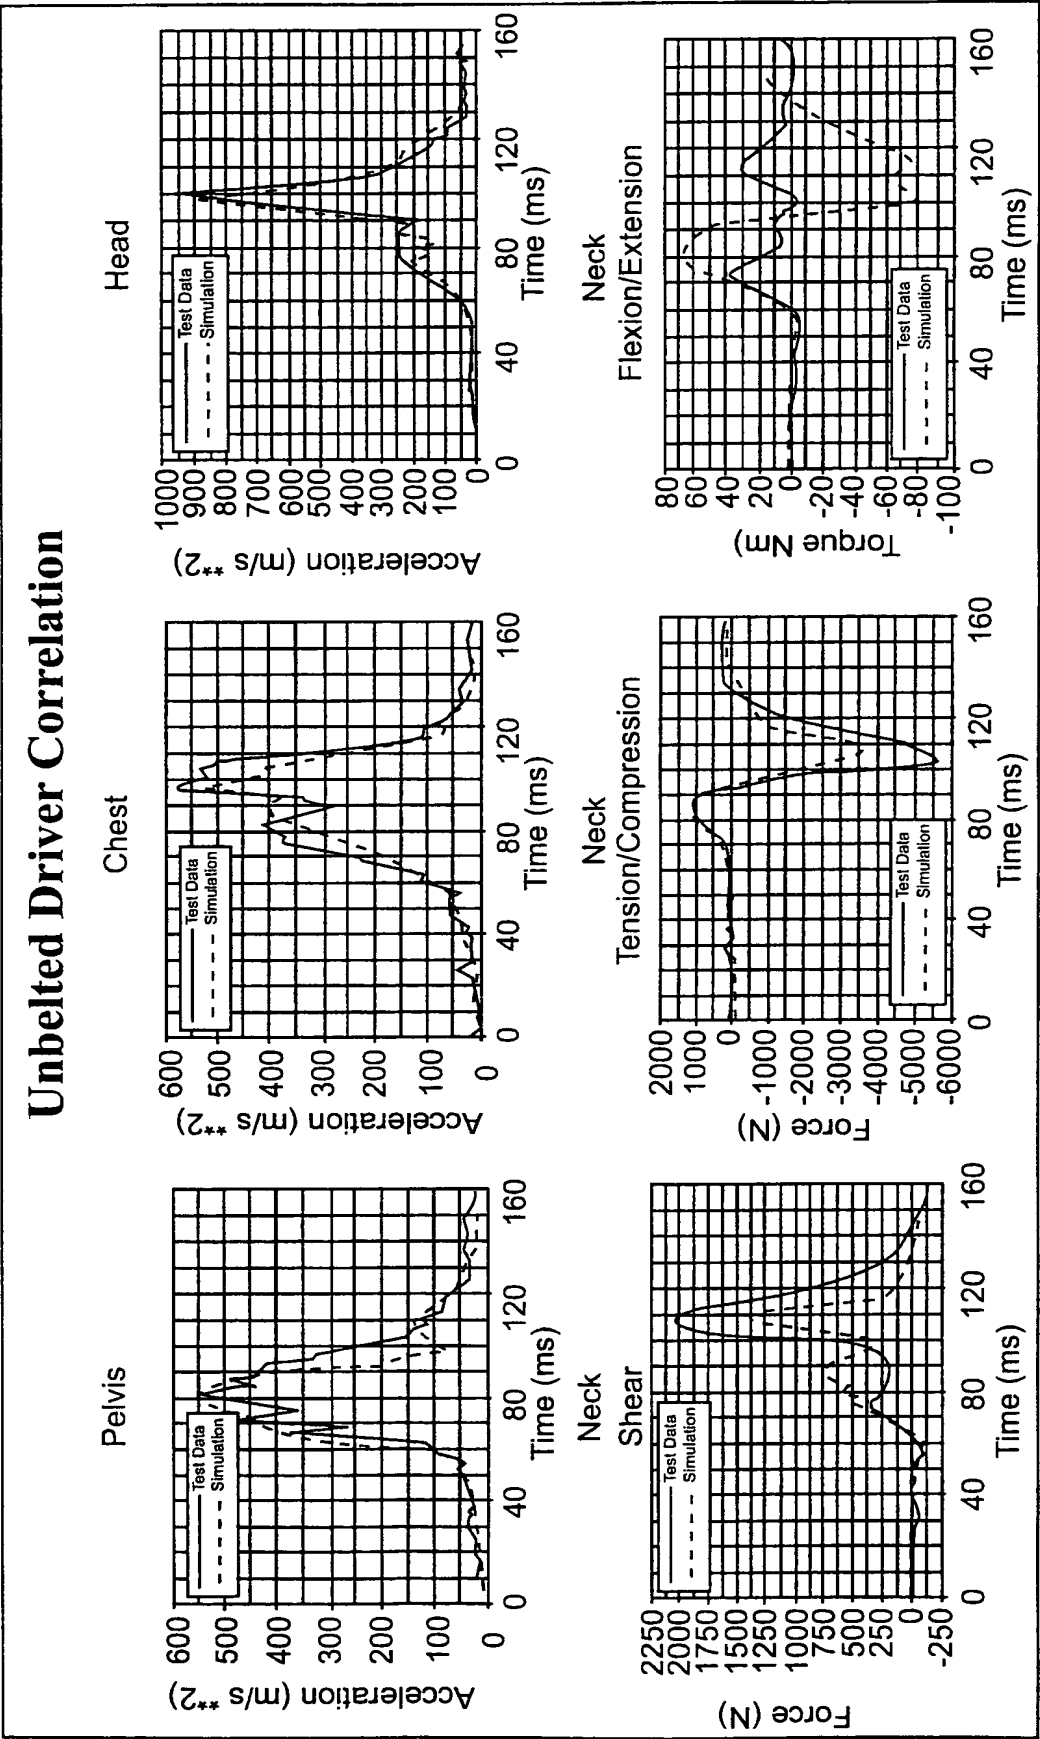 Unbelted Driver Correlation
Pelvis
Acceleration (m/s **2)
600
500
400
300
200
100
0
Test Data
Simulation
0
40
80
120
160
Time (ms)
Chest
Acceleration (m/s **2)
600
500
400
300
200
100
0
Test Data
Simulation
0
40
80
120
160
Time (ms)
Head
Acceleration (m/s **2)
1000
900
800
700
600
500
400
300
200
100
0
Test Data
Simulation
0
40
80
120
160
Time (ms)
Neck
Shear
Force (N)
2250
2000
1750
1500
1250
1000
750
500
250
0
-250
Test Data
Simulation
0
40
80
120
160
Time (ms)
Neck
Tension/Compression
Force (N)
2000
1000
0
-1000
-2000
-3000
-4000
-5000
-6000
Test Data
Simulation
0
40
80
120
160
Time (ms)
Neck
Flexion/Extension
Torque Nm)
80
60
40
20
0
-20
-40
-60
-80
-100
Test Data
Simulation
0
40
80
120
160
Time (ms)